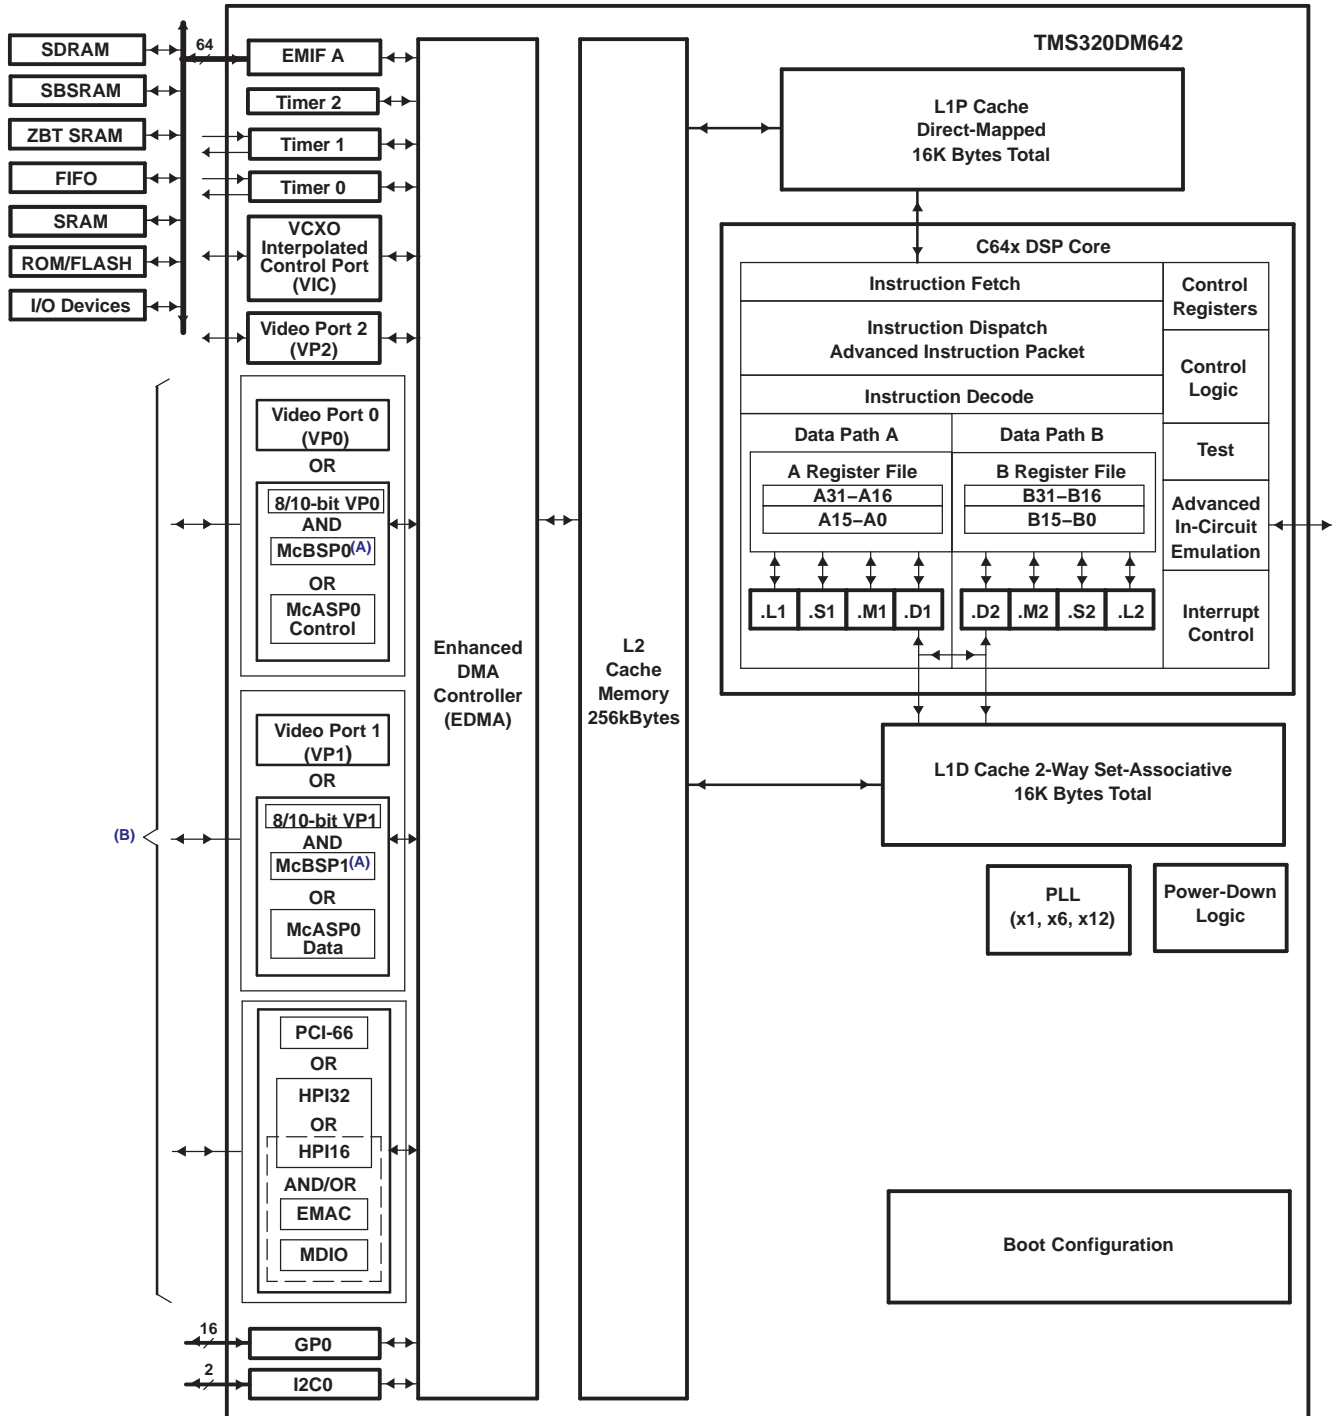 TMS320DM642
SDRAM
SBSRAM
ZBT SRAM
FIFO
SRAM
ROM/FLASH
I/O Devices
64
EMIF A
Timer 2
Timer 1
Timer 0
VCXO
Interpolated
Control Port
(VIC)
Video Port 2
(VP2)
Video Port 0
(VP0)
OR
8/10-bit VP0
AND
McBSP0(A)
OR
McASP0
Control
Video Port 1
(VP1)
OR
8/10-bit VP1
AND
McBSP1(A)
OR
McASP0
Data
(B)
PCI-66
OR
HPI32
OR
HPI16
AND/OR
EMAC
MDIO
16
GP0
2
I2C0
Enhanced
DMA
Controller
(EDMA)
L2
Cache
Memory
256kBytes
L1P Cache
Direct-Mapped
16K Bytes Total
C64x DSP Core
Instruction Fetch
Instruction Dispatch
Advanced Instruction Packet
Instruction Decode
Data Path A
Data Path B
A Register File
A31–A16
A15–A0
B Register File
B31–B16
B15–B0
.L1
.S1
.M1
.D1
.D2
.M2
.S2
.L2
Control
Registers
Control
Logic
Test
Advanced
In-Circuit
Emulation
Interrupt
Control
L1D Cache 2-Way Set-Associative
16K Bytes Total
PLL
(x1, x6, x12)
Power-Down
Logic
Boot Configuration